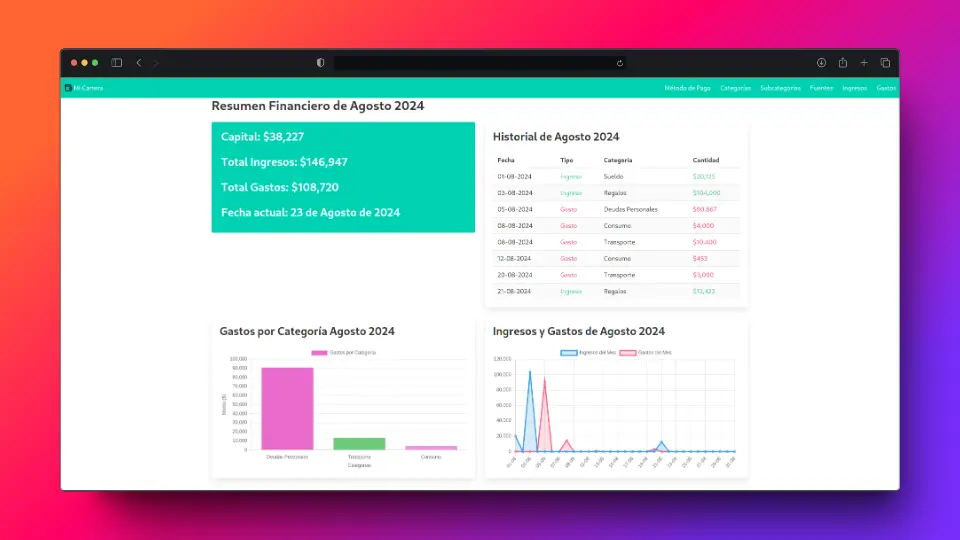 Mi Cartera
Método de Pago Categorías Subcategorías Fuentes Ingresos Gastos
Resumen Financiero de Agosto 2024
Capital: $38,227
Total Ingresos: $146,947
Total Gastos: $108,720
Fecha actual: 23 de Agosto de 2024
Historial de Agosto 2024
Fecha Tipo Categoría Cantidad
01-08-2024 Ingreso Sueldo
03-08-2024 Ingreso Regalos $104,000
05-08-2024 Gasto Deudas Personales $90,867
08-08-2024 Gasto Consumo $4,000
08-08-2024 Gasto Transporte $10,400
12-08-2024 Gasto Consumo $453
20-08-2024 Gasto Transporte $3,000
21-08-2024 Ingreso Regalos $12,422
Gastos por Categoría Agosto 2024
Gastos por Categoría
100,000
90,000
80,000
70,000
60,000
50,000
40,000
30,000
20,000
10,000
0
Monto ($)
Deudas Personales Transporte Consumo
Categorías
Ingresos y Gastos de Agosto 2024
Ingresos del Mes Gastos del Mes
120,000
100,000
80,000
60,000
40,000
20,000
0